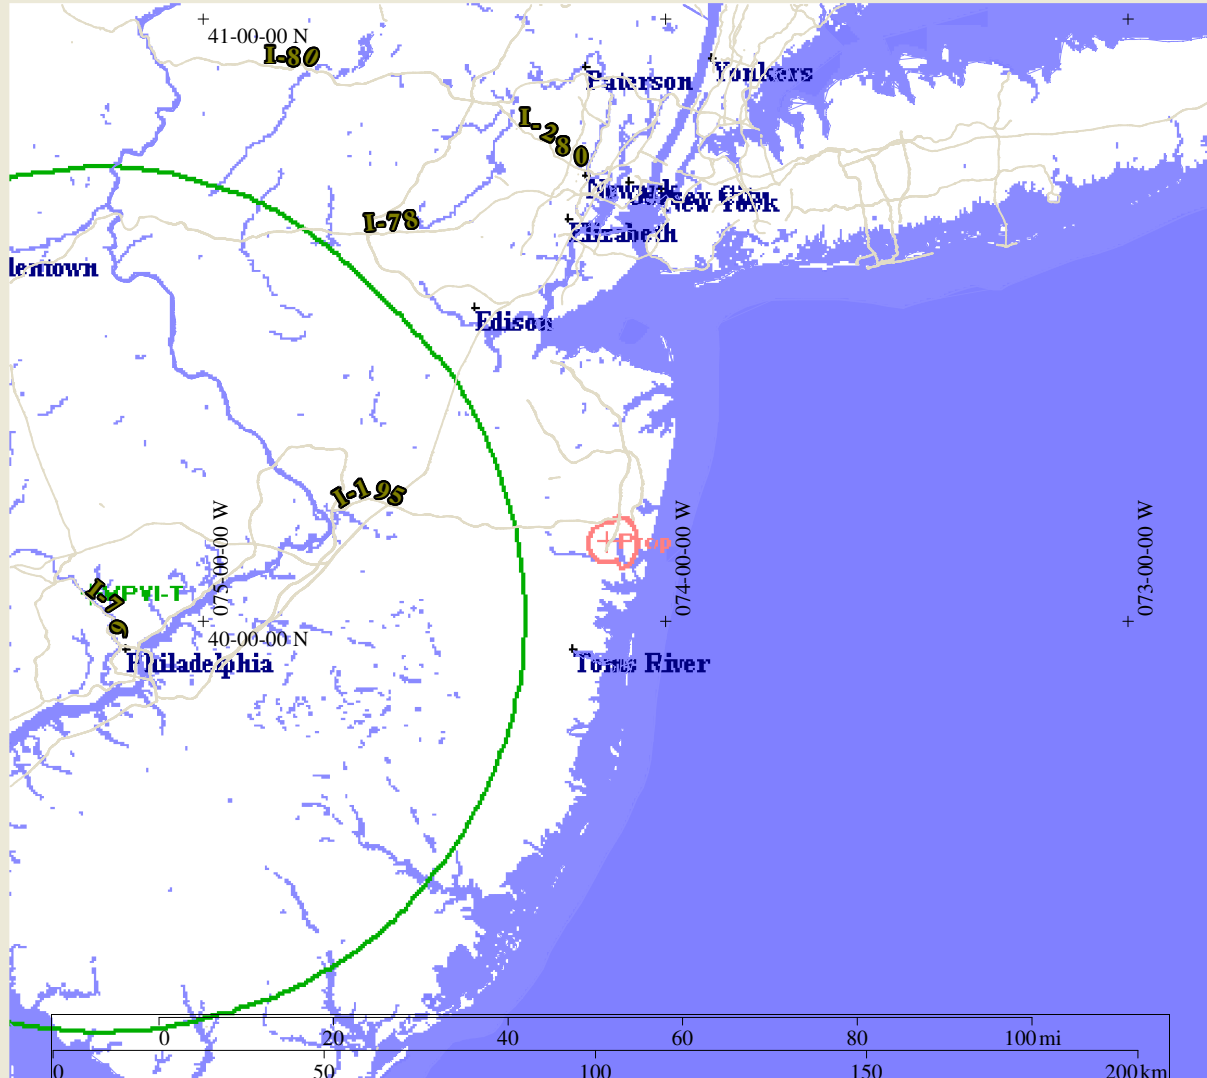 41-00-00 N
I-80
Paterson
Yonkers
I-280
Newark
New York
I-78
Elizabeth
lentown
Edison
I-195
075-00-00 W
074-00-00 W
073-00-00 W
Prop
I-76
WPVI-T
40-00-00 N
Philadelphia
Toms River
0 20 40 60 80 100 mi
0 50 100 150 200 km